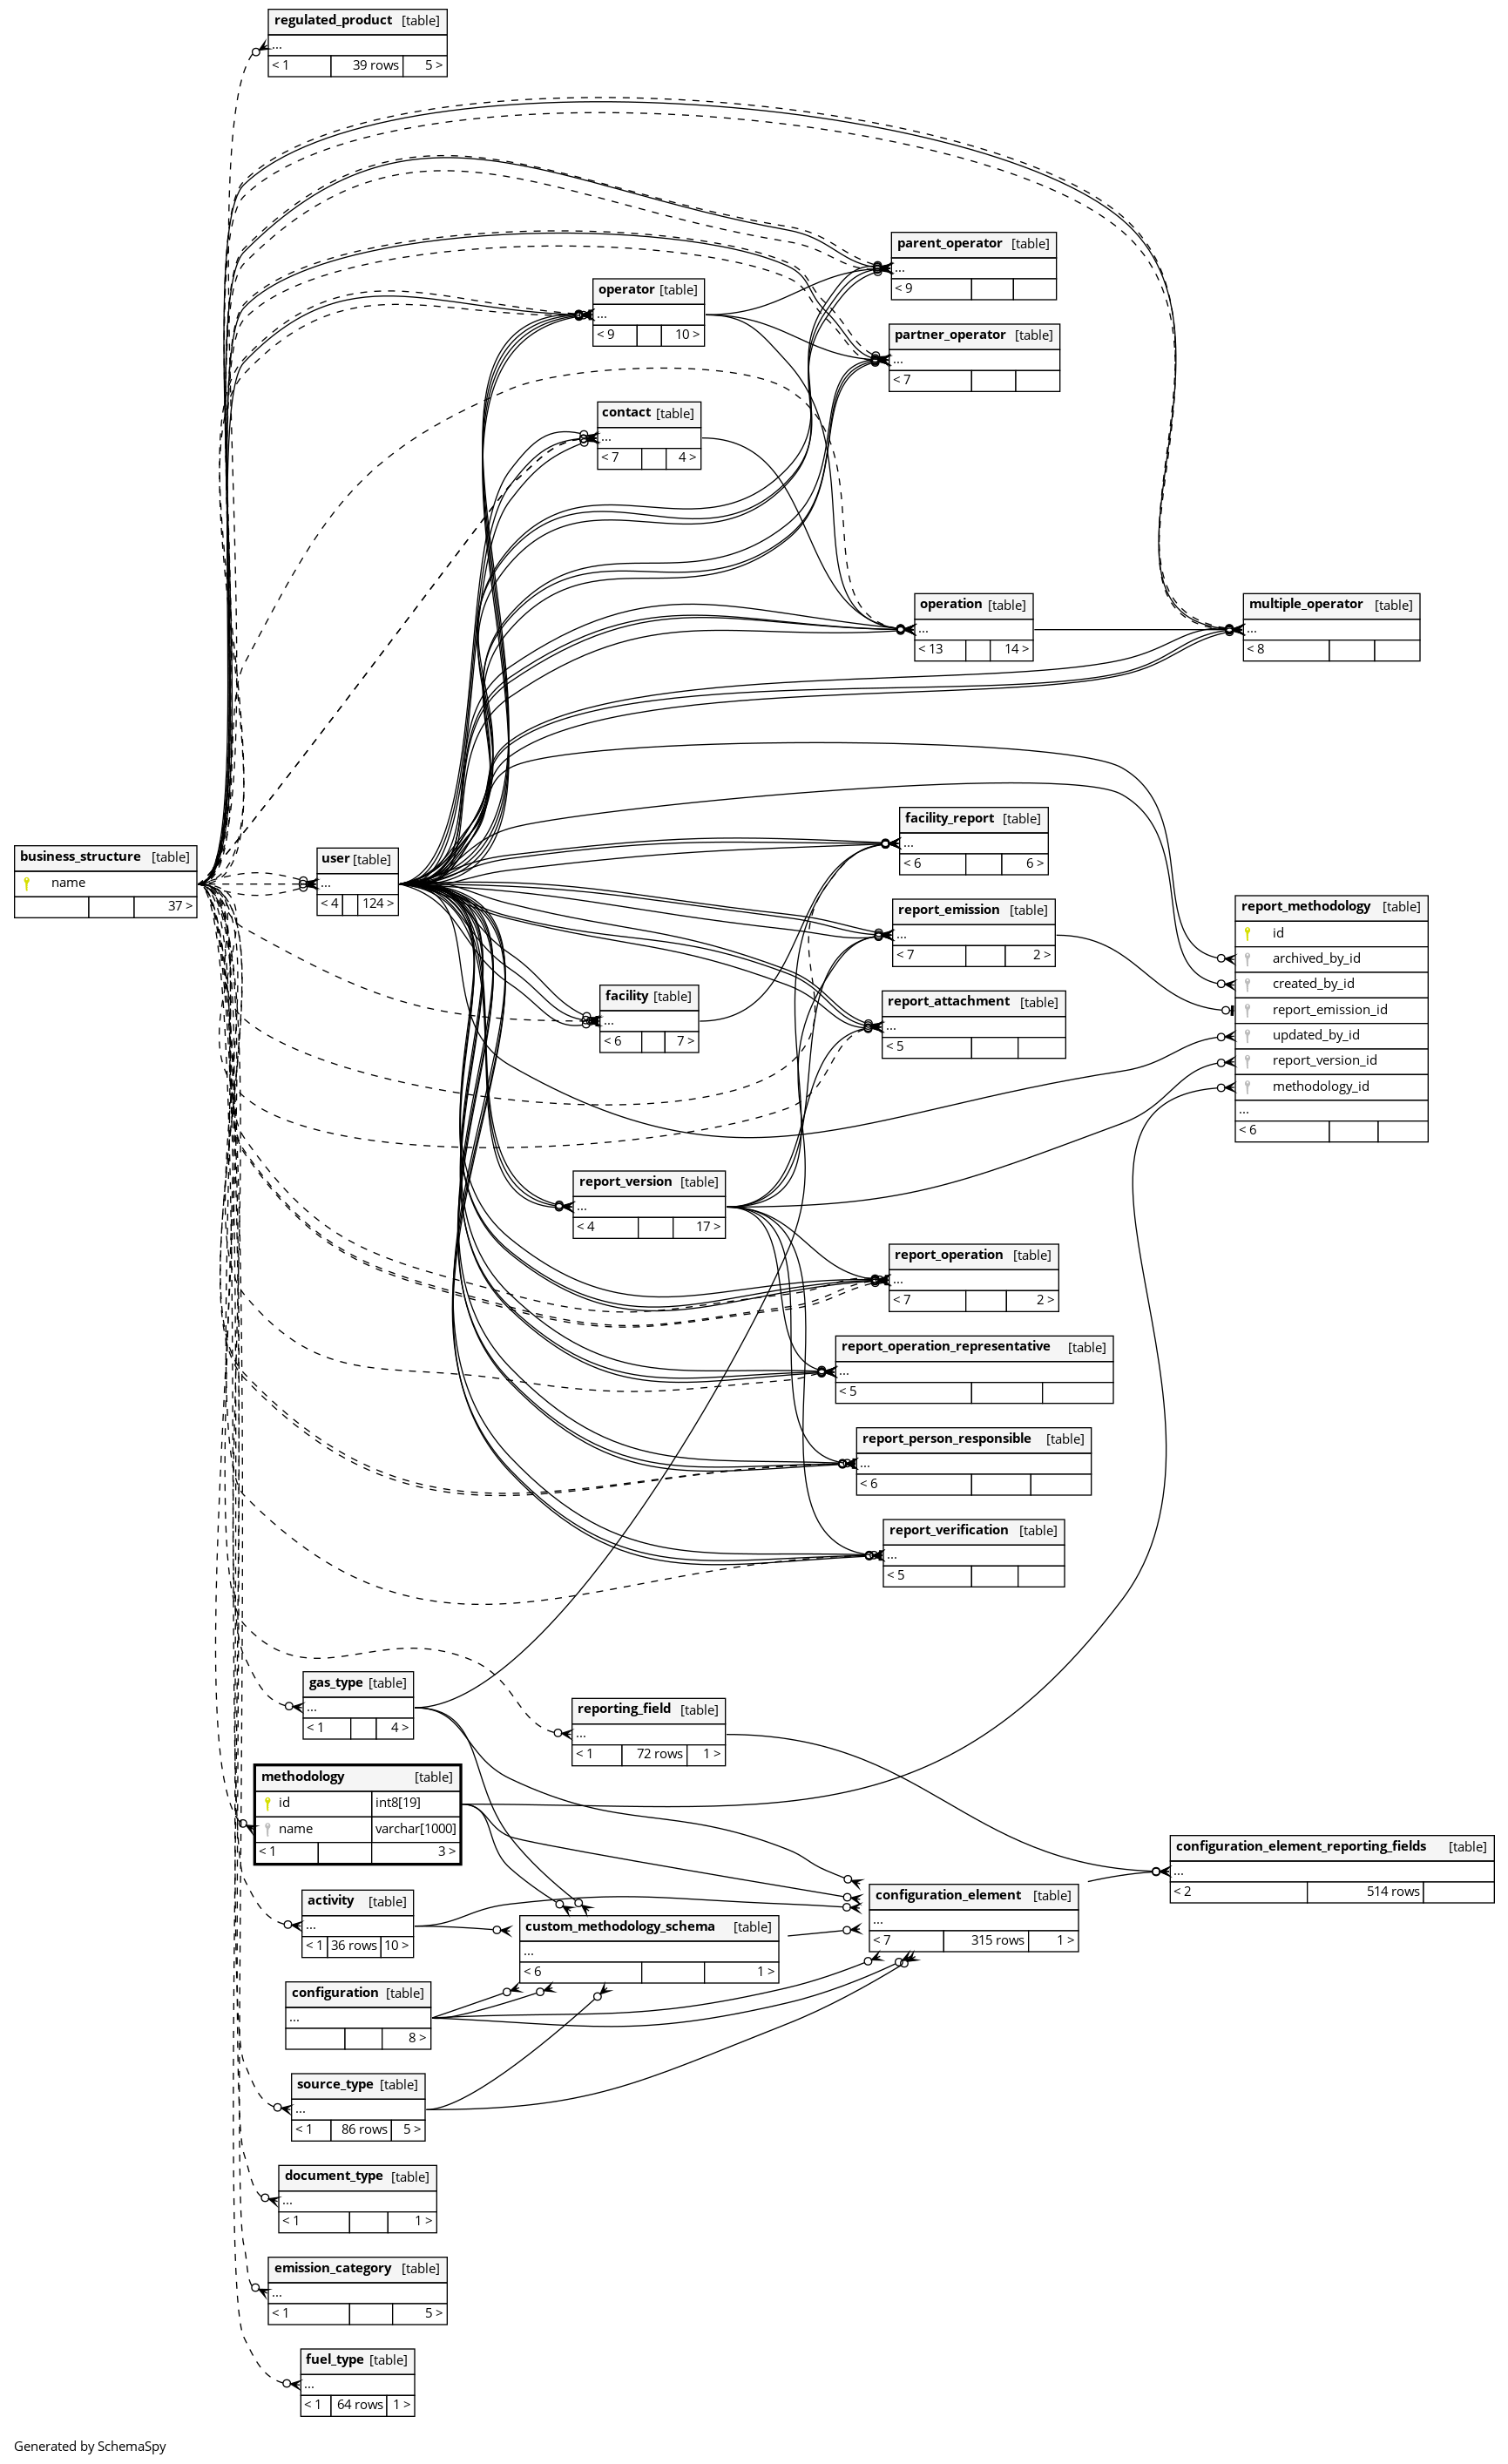 regulated_product [table]
...
< 1 39 rows 5 >
parent_operator [table]
...
< 9
operator [table]
...
< 9 10 >
partner_operator [table]
...
< 7
contact [table]
...
< 7 4 >
operation [table]
...
< 13 14 >
multiple_operator [table]
...
< 8
business_structure [table]
name
37 >
user [table]
...
< 4 124 >
facility_report [table]
...
< 6 6 >
report_emission [table]
...
< 7 2 >
report_methodology [table]
id
archived_by_id
created_by_id
report_emission_id
updated_by_id
report_version_id
methodology_id
...
< 6
facility [table]
...
< 6 7 >
report_attachment [table]
...
< 5
report_version [table]
...
< 4 17 >
report_operation [table]
...
< 7 2 >
report_operation_representative [table]
...
< 5
report_person_responsible [table]
...
< 6
report_verification [table]
...
< 5
gas_type [table]
...
< 1 4 >
reporting_field [table]
...
< 1 72 rows 1 >
methodology [table]
id int8[19]
name varchar[1000]
< 1 3 >
configuration_element_reporting_fields [table]
...
< 2 514 rows
activity [table]
...
< 1 36 rows 10 >
configuration_element [table]
...
< 7 315 rows 1 >
custom_methodology_schema [table]
...
< 6 1 >
configuration [table]
...
8 >
source_type [table]
...
< 1 86 rows 5 >
document_type [table]
...
< 1 1 >
emission_category [table]
...
< 1 5 >
fuel_type [table]
...
< 1 64 rows 1 >
Generated by SchemaSpy